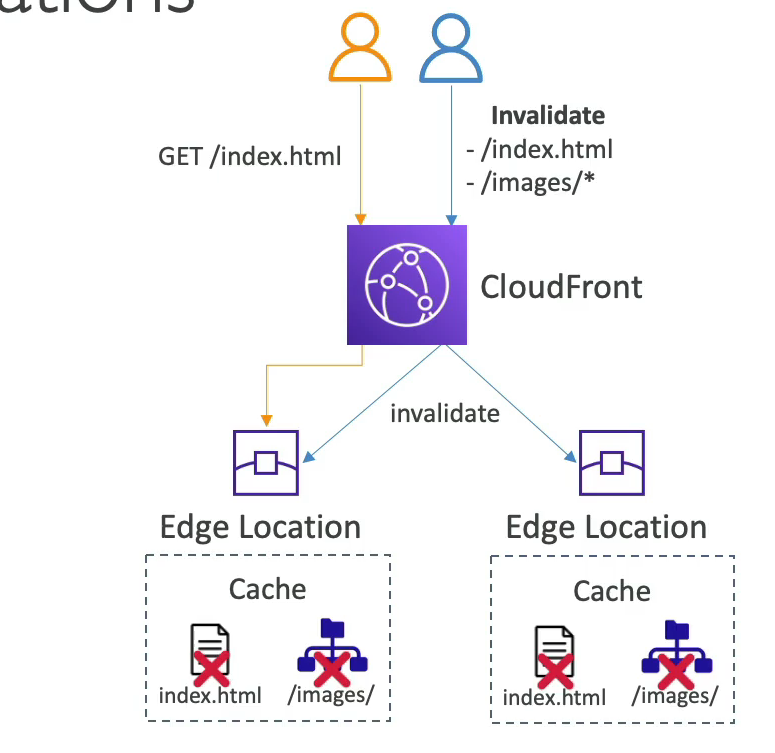 ations
Invalidate
GET /index.html
- /index.html
- /images/*
CloudFront
invalidate
Edge Location
Edge Location
Cache
Cache
index.html
/images/
index.html
/images/